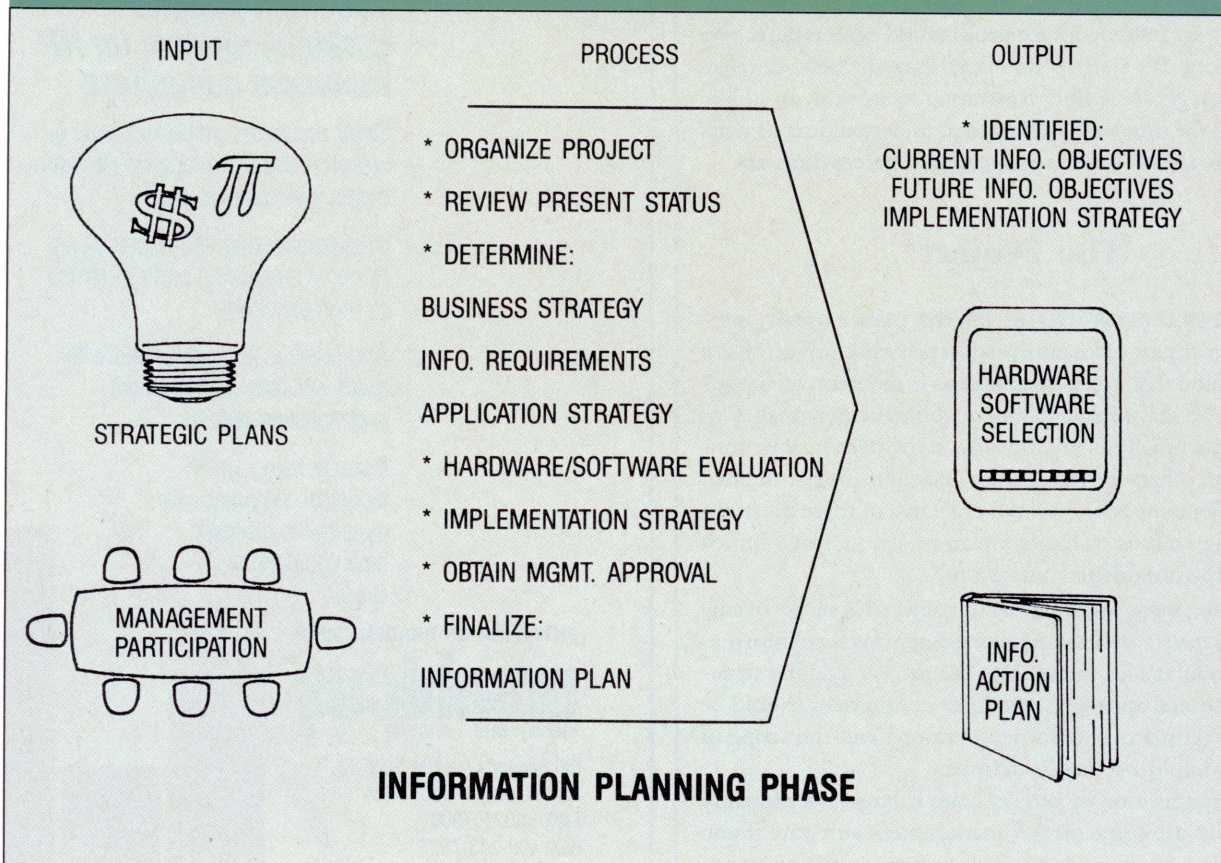 INPUT
STRATEGIC PLANS
MANAGEMENT
PARTICIPATION
PROCESS
* ORGANIZE PROJECT
* REVIEW PRESENT STATUS
* DETERMINE:
BUSINESS STRATEGY
INFO. REQUIREMENTS
APPLICATION STRATEGY
* HARDWARE/SOFTWARE EVALUATION
* IMPLEMENTATION STRATEGY
* OBTAIN MGMT. APPROVAL
* FINALIZE:
INFORMATION PLAN
OUTPUT
* IDENTIFIED:
CURRENT INFO. OBJECTIVES
FUTURE INFO. OBJECTIVES
IMPLEMENTATION STRATEGY
HARDWARE
SOFTWARE
SELECTION
INFO.
ACTION
PLAN
INFORMATION PLANNING PHASE